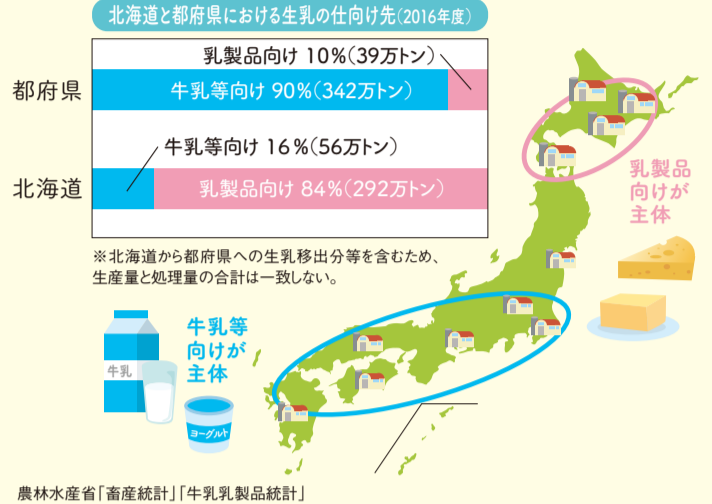 北海道と都府県における生乳の仕向け先(2016年度)
乳製品向け 10%(39万トン)
都府県
牛乳等向け 90%(342万トン)
牛乳等向け 16%(56万トン)
北海道
乳製品向け 84%(292万トン)
※北海道から都府県への生乳移出分等を含むため、
生産量と処理量の合計は一致しない。
乳製品
向けが
主体
牛乳等
向けが
主体
牛乳
ヨーグルト
農林水産省「畜産統計」「牛乳乳製品統計」